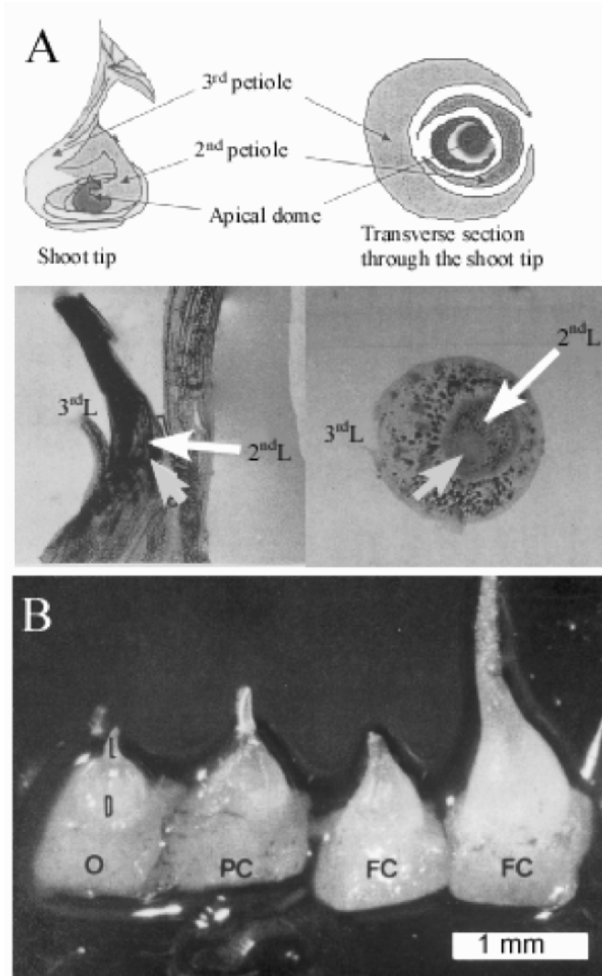 A
3rd petiole
2nd petiole
Apical dome
Shoot tip
Transverse section
through the shoot tip
3rdL
2ndL
3rdL
2ndL
B
L
D
O
PC
FC
FC
1 mm